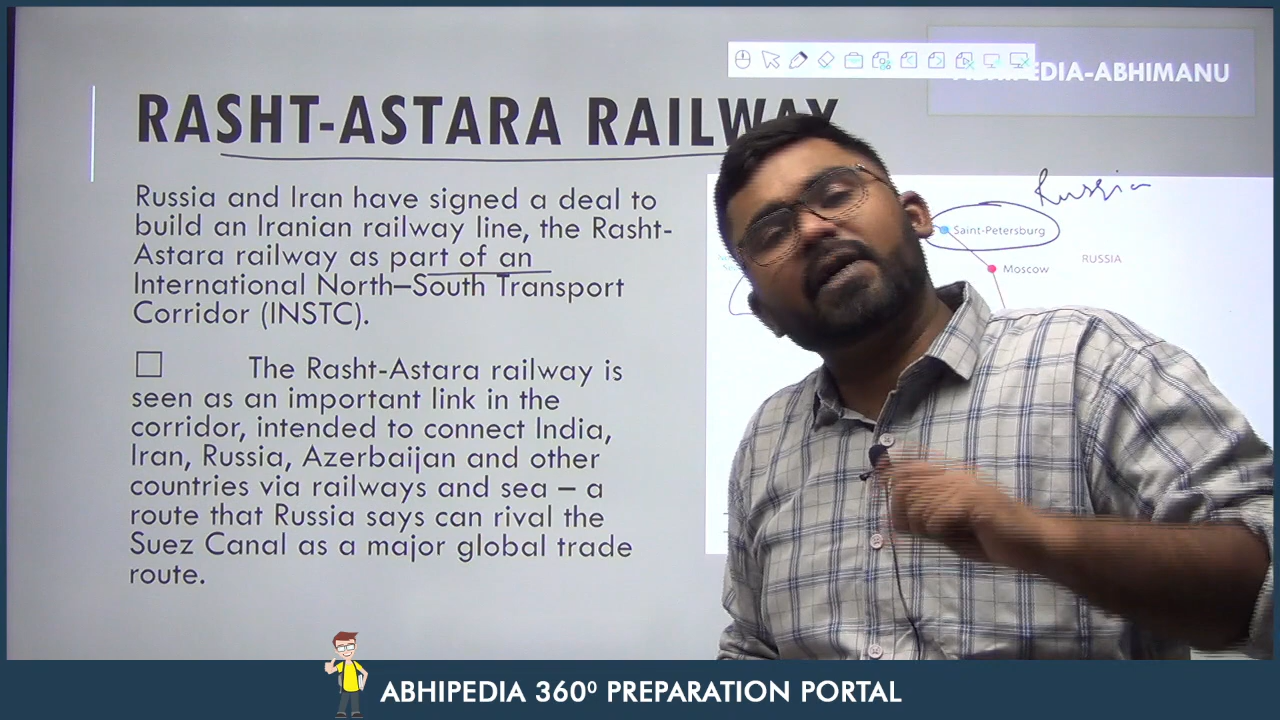 EDIA-ABHIMANU
RASHT-ASTARA RAILWAY
Russia and Iran have signed a deal to
build an Iranian railway line, the Rasht-
Astara railway as part of an
International North–South Transport
Corridor (INSTC).
The Rasht-Astara railway is
seen as an important link in the
corridor, intended to connect India,
Iran, Russia, Azerbaijan and other
countries via railways and sea – a
route that Russia says can rival the
Suez Canal as a major global trade
route.
Russia
Saint-Petersburg
RUSSIA
Moscow
ABHIPEDIA 360⁰ PREPARATION PORTAL